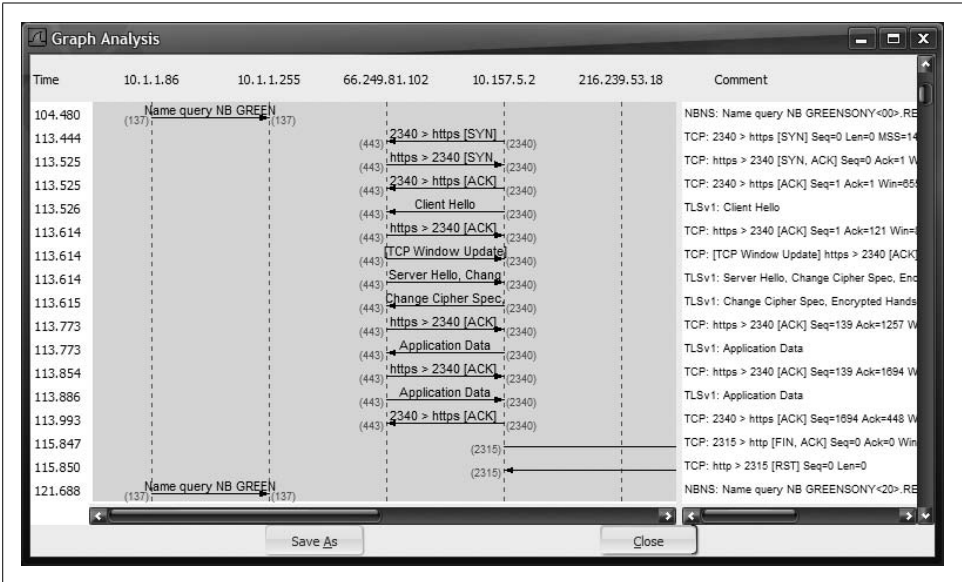 Graph Analysis
Time 10.1.1.86 10.1.1.255 66.249.81.102 10.157.5.2 216.239.53.18 Comment
104.480 (137) Name query NB GREEN (137) NBNS: Name query NB GREENSONY<00>.RE
113.444 (443) 2340 > https [SYN] (2340) TCP: 2340 > https [SYN] Seq=0 Len=0 MSS=14
113.525 (443) https > 2340 [SYN, (2340) TCP: https > 2340 [SYN, ACK] Seq=0 Ack=1 W
113.525 (443) 2340 > https [ACK] (2340) TCP: 2340 > https [ACK] Seq=1 Ack=1 Win=655
113.526 (443) Client Hello (2340) TLSv1: Client Hello
113.614 (443) https > 2340 [ACK] (2340) TCP: https > 2340 [ACK] Seq=1 Ack=121 Win=
113.614 (443) [TCP Window Update] (2340) TCP: [TCP Window Update] https > 2340 [ACK]
113.614 (443) Server Hello, Chang (2340) TLSv1: Server Hello, Change Cipher Spec, Enc
113.615 (443) Change Cipher Spec, (2340) TLSv1: Change Cipher Spec, Encrypted Hands
113.773 (443) https > 2340 [ACK] (2340) TCP: https > 2340 [ACK] Seq=139 Ack=1257 W
113.773 (443) Application Data (2340) TLSv1: Application Data
113.854 (443) https > 2340 [ACK] (2340) TCP: https > 2340 [ACK] Seq=139 Ack=1694 W
113.886 (443) Application Data (2340) TLSv1: Application Data
113.993 (443) 2340 > https [ACK] (2340) TCP: 2340 > https [ACK] Seq=1694 Ack=448 W
115.847 (2315) TCP: 2315 > http [FIN, ACK] Seq=0 Ack=0 Win
115.850 (2315) TCP: http > 2315 [RST] Seq=0 Len=0
121.688 (137) Name query NB GREEN (137) NBNS: Name query NB GREENSONY<20>.RE
Save As Close